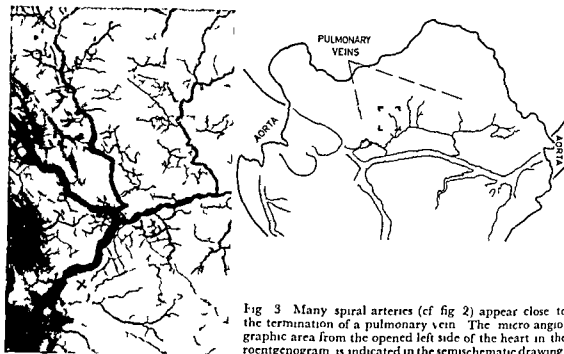 PULMONARY
VEINS
AORTA
AORTA
Fig 3 Many spiral arteries (cf fig 2) appear close to
the termination of a pulmonary vein The micro angio
graphic area from the opened left side of the heart in the
roentgenogram is indicated in the semischematic drawing